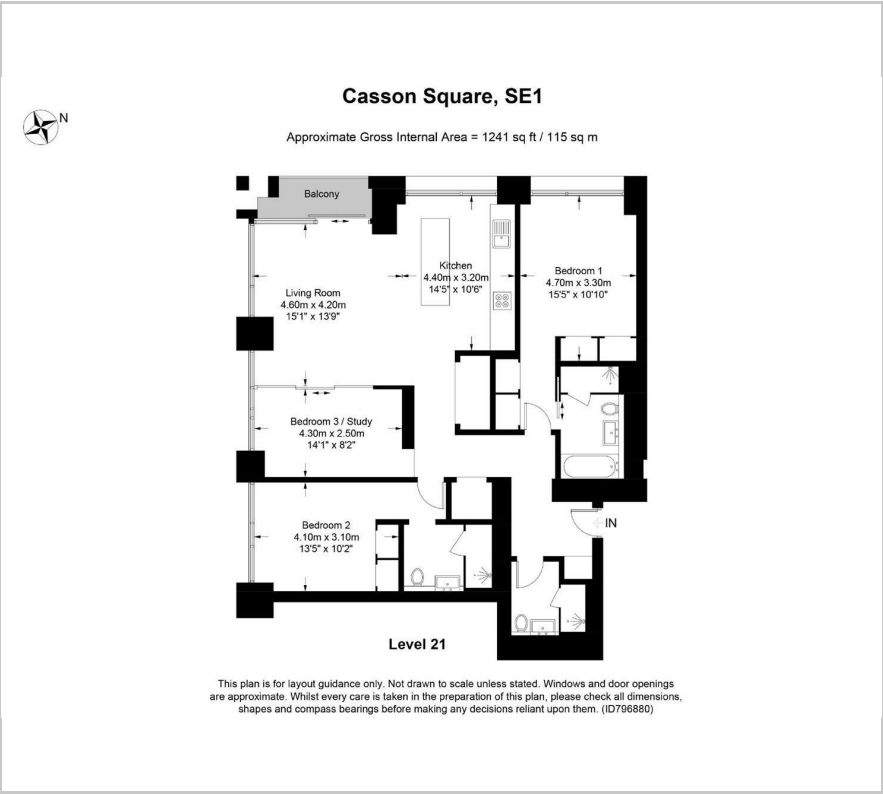 Casson Square, SE1
N
Approximate Gross Internal Area = 1241 sq ft / 115 sq m
Balcony
Kitchen
4.40m x 3.20m
14'5" x 10'6"
Bedroom 1
4.70m x 3.30m
15'5" x 10'10"
Living Room
4.60m x 4.20m
15'1" x 13'9"
Bedroom 3 / Study
4.30m x 2.50m
14'1" x 8'2"
Bedroom 2
4.10m x 3.10m
13'5" x 10'2"
IN
Level 21
This plan is for layout guidance only. Not drawn to scale unless stated. Windows and door openings
are approximate. Whilst every care is taken in the preparation of this plan, please check all dimensions,
shapes and compass bearings before making any decisions reliant upon them. (ID796880)